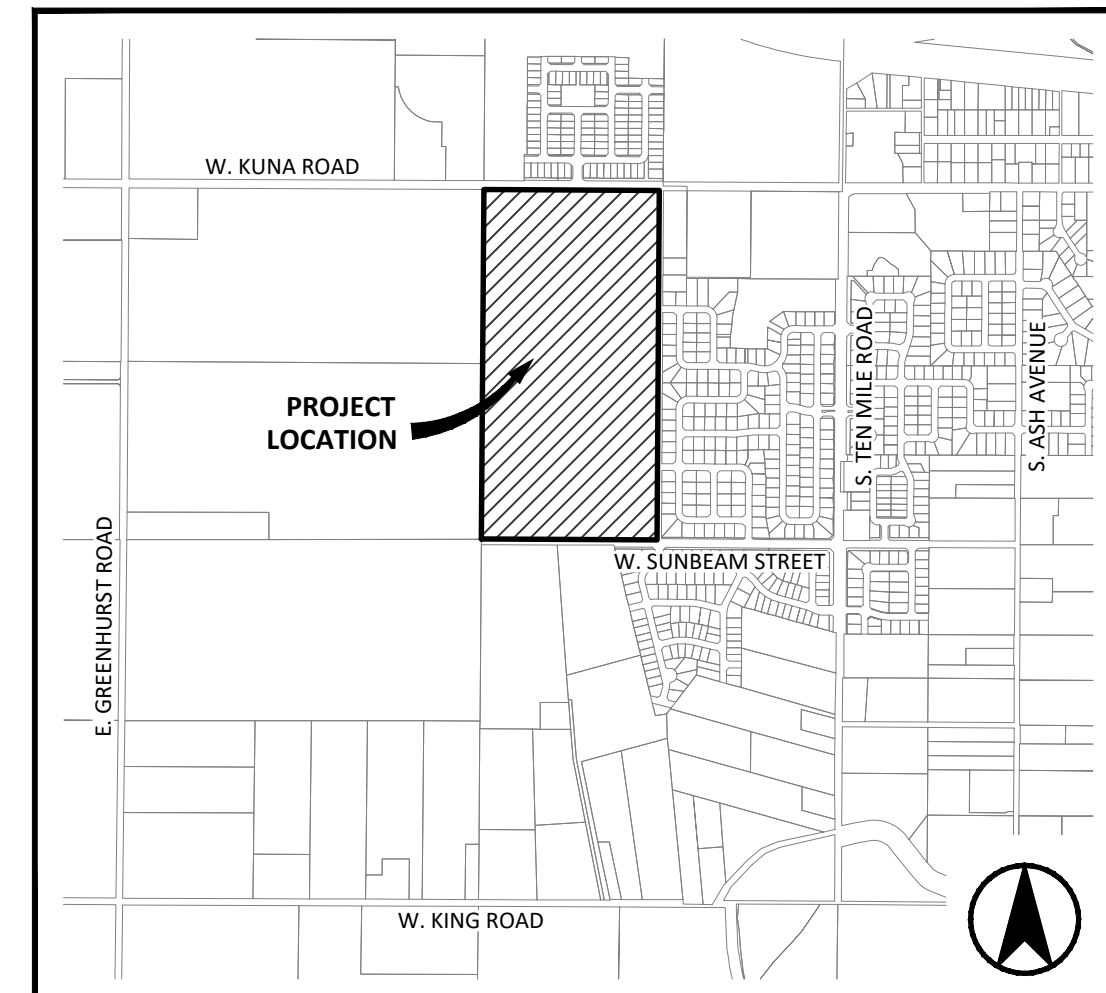 W. KUNA ROAD
PROJECT
LOCATION
S. TEN MILE ROAD
S. ASH AVENUE
E. GREENHURST ROAD
W. SUNBEAM STREET
W. KING ROAD